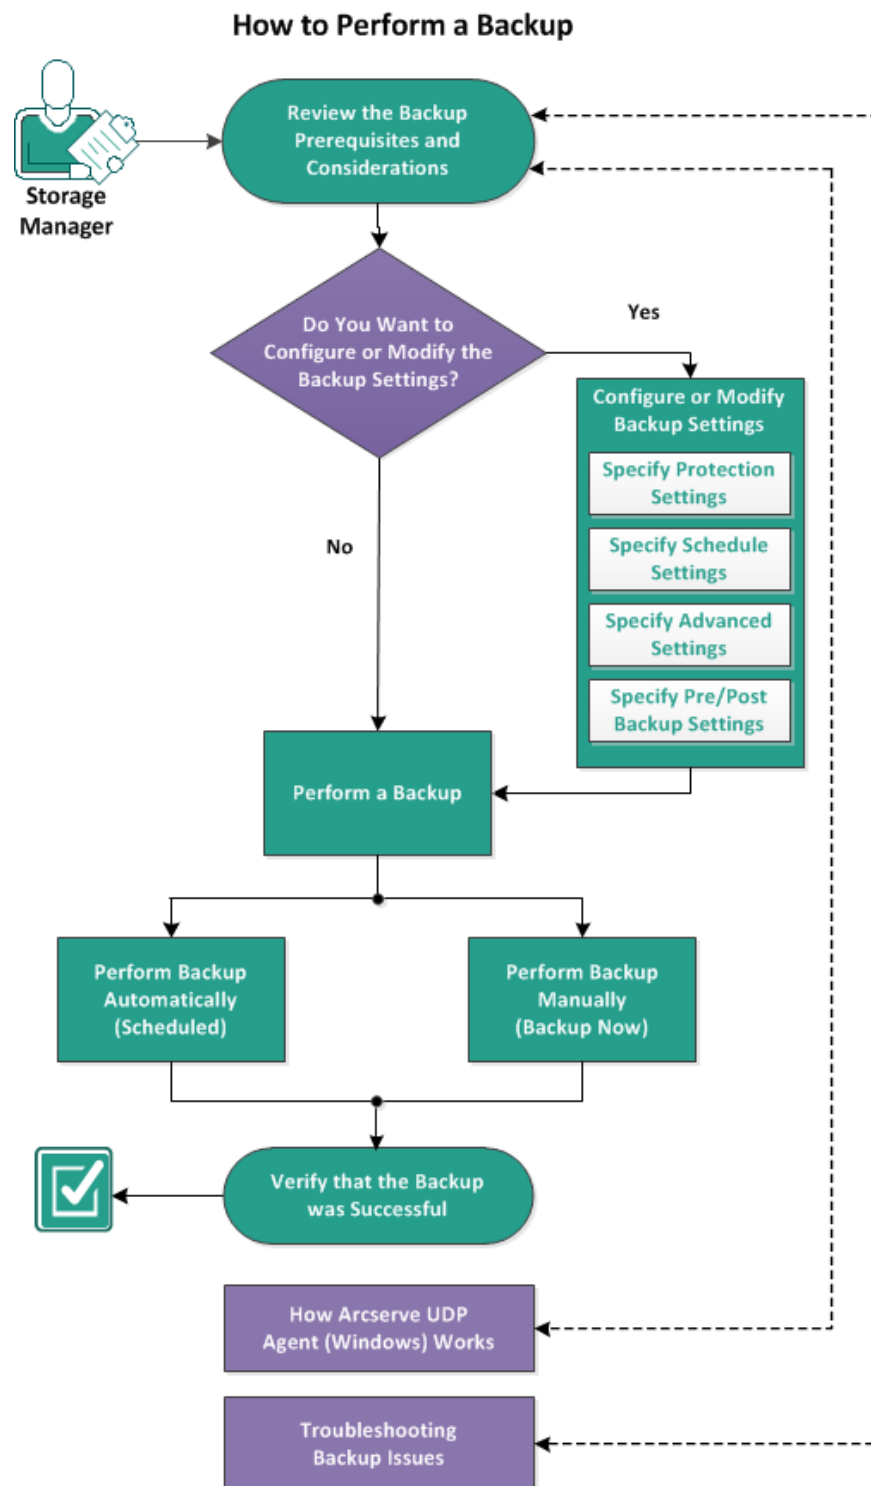 How to Perform a Backup
Review the Backup
Prerequisites and
Considerations
Storage
Manager
Do You Want to
Configure or Modify the
Backup Settings?
Yes
Configure or Modify
Backup Settings
Specify Protection
Settings
Specify Schedule
Settings
Specify Advanced
Settings
Specify Pre/Post
Backup Settings
No
Perform a Backup
Perform Backup
Automatically
(Scheduled)
Perform Backup
Manually
(Backup Now)
Verify that the Backup
was Successful
How Arcserve UDP
Agent (Windows) Works
Troubleshooting
Backup Issues